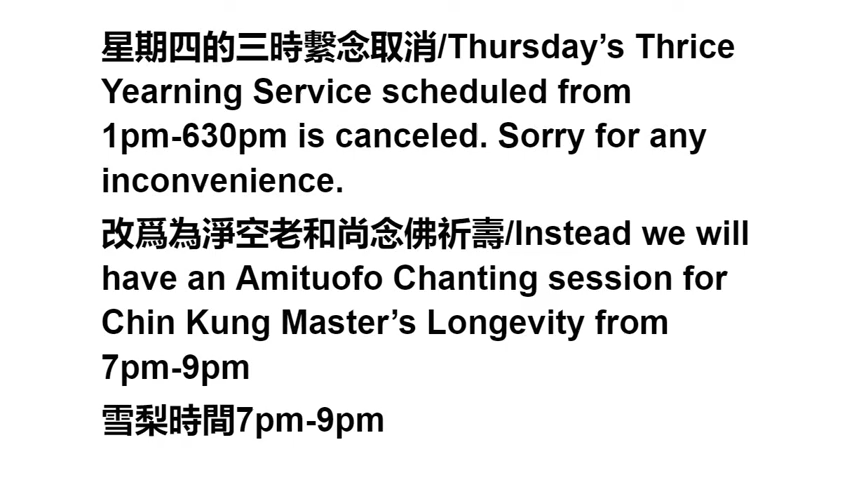 星期四的三時繫念取消/Thursday’s Thrice
Yearning Service scheduled from
1pm-630pm is canceled. Sorry for any
inconvenience.
改爲為淨空老和尚念佛祈壽/Instead we will
have an Amituofo Chanting session for
Chin Kung Master’s Longevity from
7pm-9pm
雪梨時間7pm-9pm